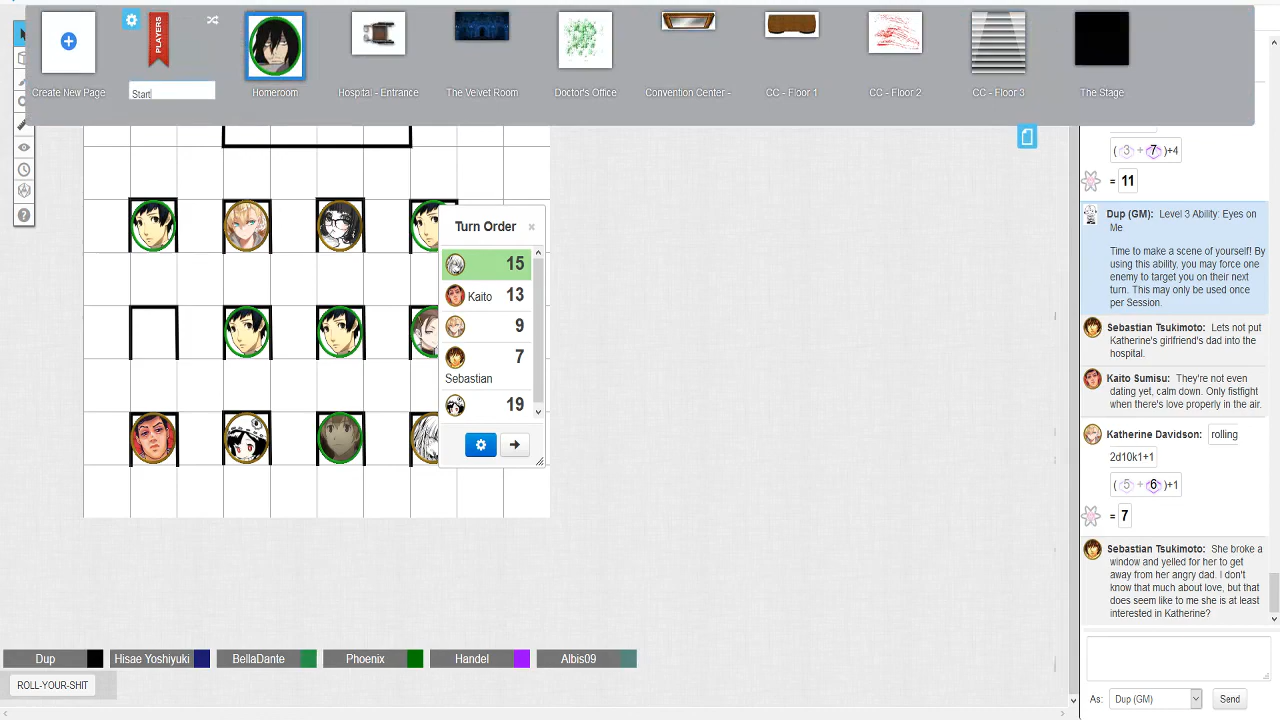 PLAYERS
Create New Page
Start
Homeroom
Hospital - Entrance
The Velvet Room
Doctor's Office
Convention Center -
CC - Floor 1
CC - Floor 2
CC - Floor 3
The Stage
Turn Order ×
15
Kaito 13
9
7
Sebastian
19
( 3 + 7 )+4
= 11
Dup (GM): Level 3 Ability: Eyes on
Me
Time to make a scene of yourself! By
using this ability, you may force one
enemy to target you on their next
turn. This may only be used once
per Session.
Sebastian Tsukimoto: Lets not put
Katherine's girlfriend's dad into the
hospital.
Kaito Sumisu: They're not even
dating yet, calm down. Only fistfight
when there's love properly in the air.
Katherine Davidson: rolling
2d10k1+1
( 5 + 6 )+1
= 7
Sebastian Tsukimoto: She broke a
window and yelled for her to get
away from her angry dad. I don't
know that much about love, but that
does seem like to me she is at least
interested in Katherine?
As: Dup (GM) Send
Dup
Hisae Yoshiyuki
BellaDante
Phoenix
Handel
Albis09
ROLL-YOUR-SHIT